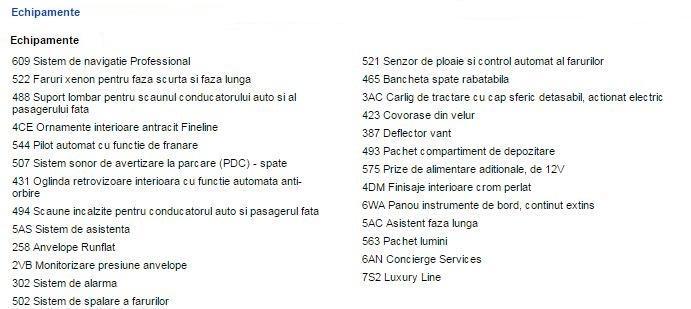 Echipamente
Echipamente
609 Sistem de navigatie Professional
522 Faruri xenon pentru faza scurta si faza lunga
488 Suport lombar pentru scaunul conducatorului auto si al
pasagerului fata
4CE Ornamente interioare antracit Fineline
544 Pilot automat cu functie de franare
507 Sistem sonor de avertizare la parcare (PDC) - spate
431 Oglinda retrovizoare interioara cu functie automata anti-
orbire
494 Scaune incalzite pentru conducatorul auto si pasagerul fata
5AS Sistem de asistenta
258 Anvelope Runflat
2VB Monitorizare presiune anvelope
302 Sistem de alarma
502 Sistem de spalare a farurilor
521 Senzor de ploaie si control automat al farurilor
465 Bancheta spate rabatabila
3AC Carlig de tractare cu cap sferic detasabil, actionat electric
423 Covorase din velur
387 Deflector vant
493 Pachet compartiment de depozitare
575 Prize de alimentare aditionale, de 12V
4DM Finisaje interioare crom perlat
6WA Panou instrumente de bord, continut extins
5AC Asistent faza lunga
563 Pachet lumini
6AN Concierge Services
7S2 Luxury Line